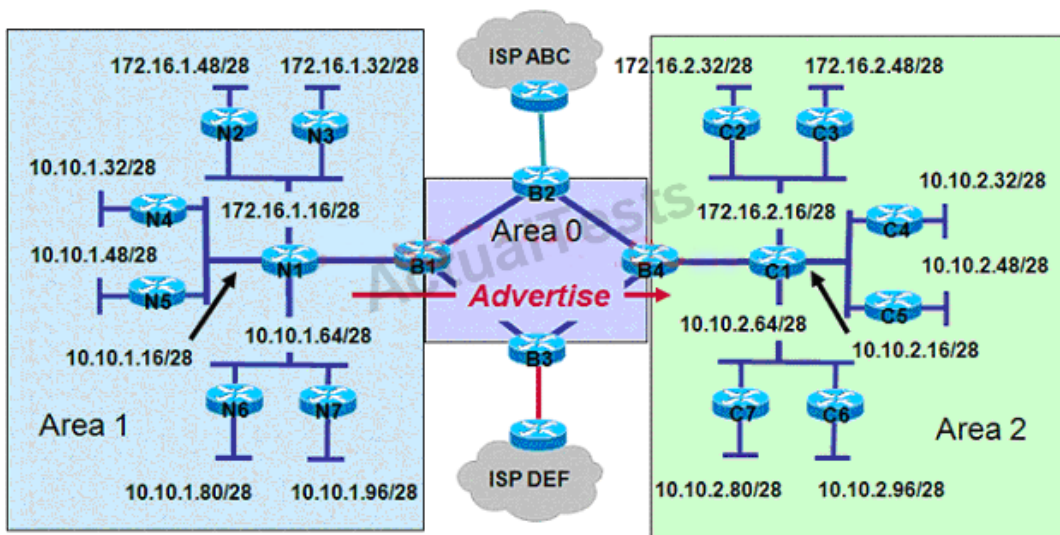 ISP ABC
172.16.1.48/28
172.16.1.32/28
172.16.2.32/28
172.16.2.48/28
N2
N3
C2
C3
10.10.1.32/28
10.10.2.32/28
N4
B2
C4
172.16.1.16/28
172.16.2.16/28
Area 0
10.10.1.48/28
10.10.2.48/28
N1
B1
B4
C1
N5
C5
ActualTests
Advertise
10.10.1.16/28
10.10.1.64/28
10.10.2.64/28
10.10.2.16/28
B3
N6
N7
C7
C6
Area 1
Area 2
ISP DEF
10.10.1.80/28
10.10.1.96/28
10.10.2.80/28
10.10.2.96/28